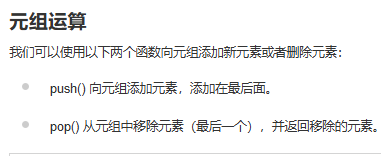 元组运算
我们可以使用以下两个函数向元组添加新元素或者删除元素：
push() 向元组添加元素，添加在最后面。
pop() 从元组中移除元素（最后一个），并返回移除的元素。